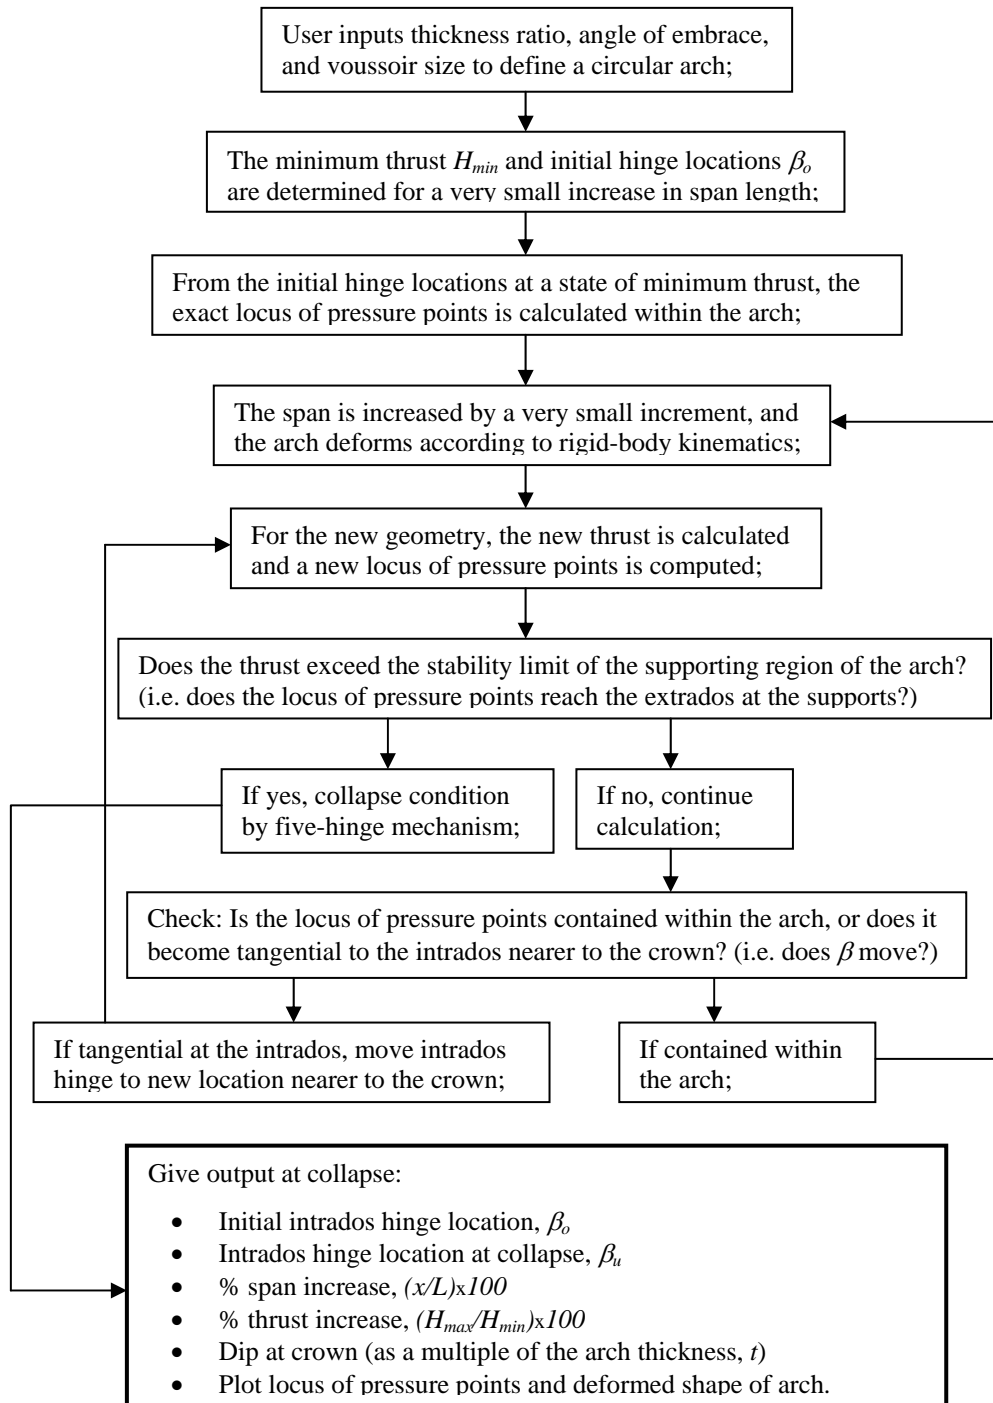 User inputs thickness ratio, angle of embrace,
and voussoir size to define a circular arch;
The minimum thrust Hmin and initial hinge locations βo
are determined for a very small increase in span length;
From the initial hinge locations at a state of minimum thrust, the
exact locus of pressure points is calculated within the arch;
The span is increased by a very small increment, and
the arch deforms according to rigid-body kinematics;
For the new geometry, the new thrust is calculated
and a new locus of pressure points is computed;
Does the thrust exceed the stability limit of the supporting region of the arch?
(i.e. does the locus of pressure points reach the extrados at the supports?)
If yes, collapse condition
by five-hinge mechanism;
If no, continue
calculation;
Check: Is the locus of pressure points contained within the arch, or does it
become tangential to the intrados nearer to the crown? (i.e. does β move?)
If tangential at the intrados, move intrados
hinge to new location nearer to the crown;
If contained within
the arch;
Give output at collapse:
• Initial intrados hinge location, βo
• Intrados hinge location at collapse, βu
• % span increase, (x/L)x100
• % thrust increase, (Hmax/Hmin)x100
• Dip at crown (as a multiple of the arch thickness, t)
• Plot locus of pressure points and deformed shape of arch.